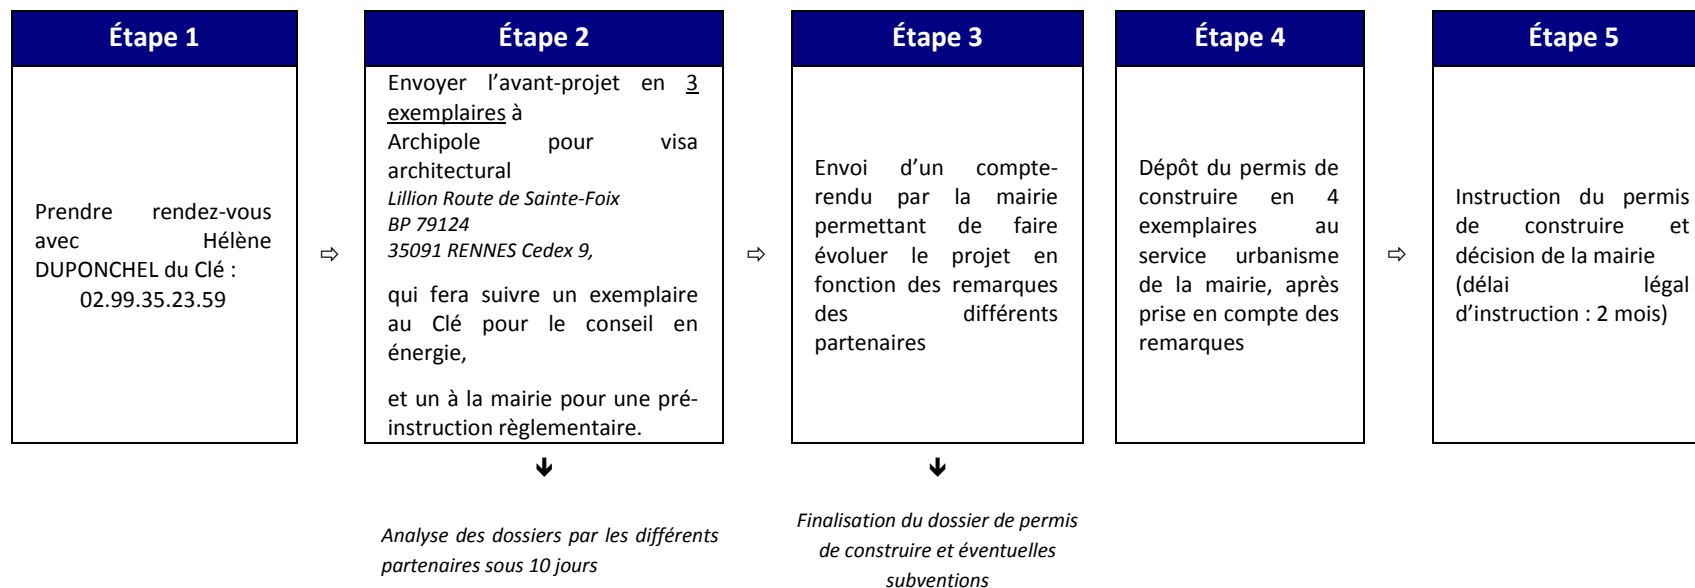 Étape 1
Prendre rendez-vous
avec Hélène
DUPONCHEL du Clé :
02.99.35.23.59
⇨
Étape 2
Envoyer l’avant-projet en 3
exemplaires à
Archipole pour visa
architectural
Lillion Route de Sainte-Foix
BP 79124
35091 RENNES Cedex 9,
qui fera suivre un exemplaire
au Clé pour le conseil en
énergie,
et un à la mairie pour une pré-
instruction règlementaire.
🡫
Analyse des dossiers par les différents
partenaires sous 10 jours
⇨
Étape 3
Envoi d’un compte-
rendu par la mairie
permettant de faire
évoluer le projet en
fonction des remarques
des différents
partenaires
🡫
Finalisation du dossier de permis
de construire et éventuelles
subventions
Étape 4
Dépôt du permis de
construire en 4
exemplaires au
service urbanisme
de la mairie, après
prise en compte des
remarques
⇨
Étape 5
Instruction du permis
de construire et
décision de la mairie
(délai légal
d’instruction : 2 mois)